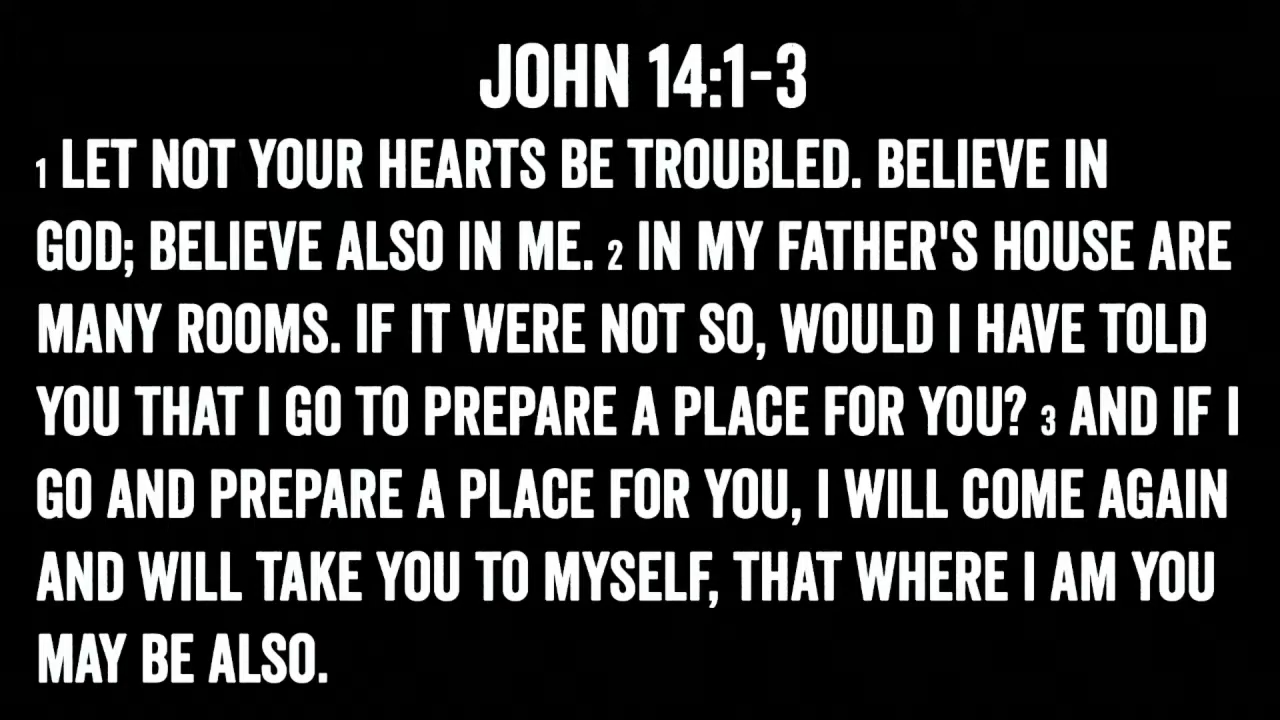 JOHN 14:1-3
1 LET NOT YOUR HEARTS BE TROUBLED. BELIEVE IN
GOD; BELIEVE ALSO IN ME. 2 IN MY FATHER'S HOUSE ARE
MANY ROOMS. IF IT WERE NOT SO, WOULD I HAVE TOLD
YOU THAT I GO TO PREPARE A PLACE FOR YOU? 3 AND IF I
GO AND PREPARE A PLACE FOR YOU, I WILL COME AGAIN
AND WILL TAKE YOU TO MYSELF, THAT WHERE I AM YOU
MAY BE ALSO.